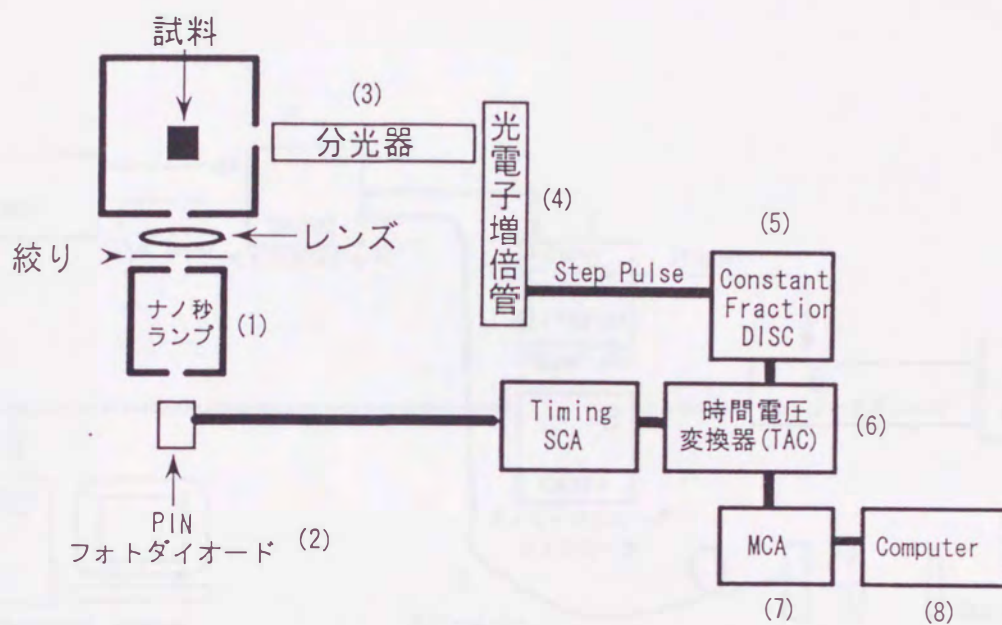 試料
(3)
分光器
光電子増倍管
(4)
(5)
レンズ
絞り
Step Pulse
Constant
Fraction
DISC
ナノ秒
ランプ
(1)
Timing
SCA
時間電圧
変換器(TAC)
(6)
PIN
フォトダイオード
(2)
MCA
Computer
(7)
(8)